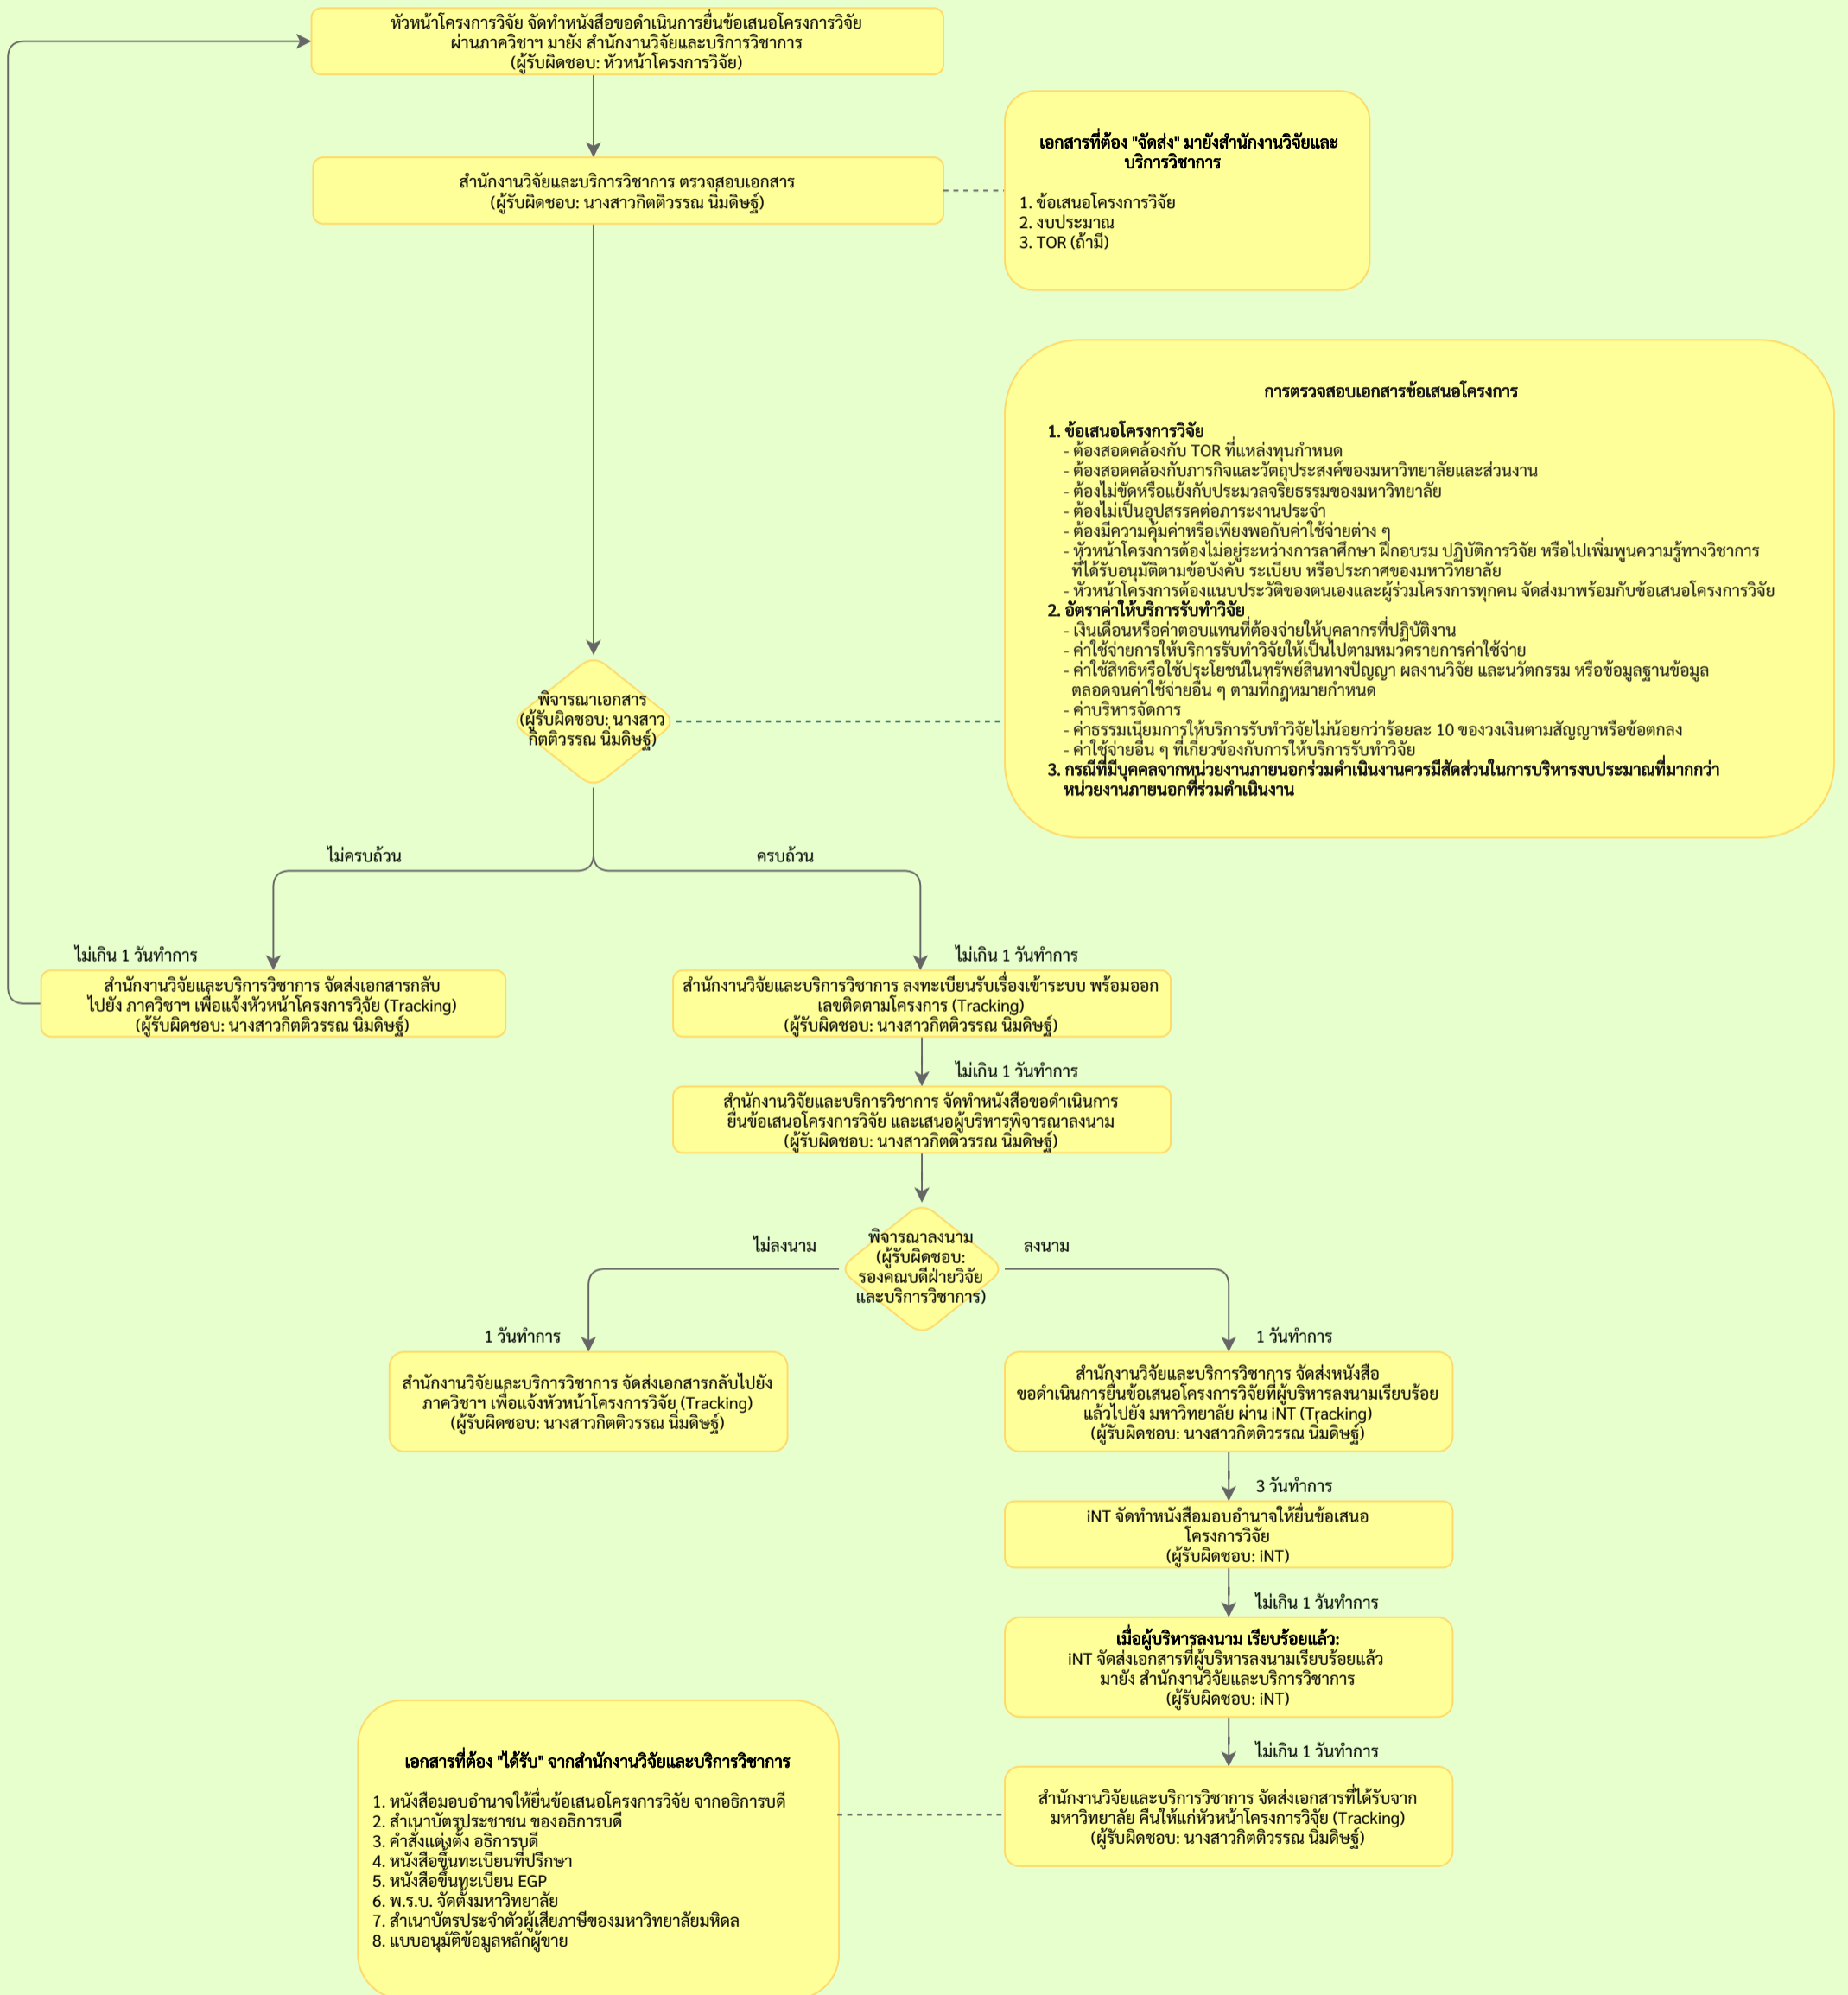 หัวหน้าโครงการวิจัย จัดทำหนังสือขอดำเนินการยื่นข้อเสนอโครงการวิจัย
ผ่านภาควิชาฯ มายัง สำนักงานวิจัยและบริการวิชาการ
(ผู้รับผิดชอบ: หัวหน้าโครงการวิจัย)
เอกสารที่ต้อง "จัดส่ง" มายังสำนักงานวิจัยและ
บริการวิชาการ
1. ข้อเสนอโครงการวิจัย
2. งบประมาณ
3. TOR (ถ้ามี)
สำนักงานวิจัยและบริการวิชาการ ตรวจสอบเอกสาร
(ผู้รับผิดชอบ: นางสาวกิตติวรรณ นิ่มดิษฐ์)
การตรวจสอบเอกสารข้อเสนอโครงการ
1. ข้อเสนอโครงการวิจัย
- ต้องสอดคล้องกับ TOR ที่แหล่งทุนกำหนด
- ต้องสอดคล้องกับภารกิจและวัตถุประสงค์ของมหาวิทยาลัยและส่วนงาน
- ต้องไม่ขัดหรือแย้งกับประมวลจริยธรรมของมหาวิทยาลัย
- ต้องไม่เป็นอุปสรรคต่อภาระงานประจำ
- ต้องมีความคุ้มค่าหรือเพียงพอกับค่าใช้จ่ายต่าง ๆ
- หัวหน้าโครงการต้องไม่อยู่ระหว่างการลาศึกษา ฝึกอบรม ปฏิบัติการวิจัย หรือไปเพิ่มพูนความรู้ทางวิชาการ
ที่ได้รับอนุมัติตามข้อบังคับ ระเบียบ หรือประกาศของมหาวิทยาลัย
- หัวหน้าโครงการต้องแนบประวัติของตนเองและผู้ร่วมโครงการทุกคน จัดส่งมาพร้อมกับข้อเสนอโครงการวิจัย
2. อัตราค่าให้บริการรับทำวิจัย
- เงินเดือนหรือค่าตอบแทนที่ต้องจ่ายให้บุคลากรที่ปฏิบัติงาน
- ค่าใช้จ่ายการให้บริการรับทำวิจัยให้เป็นไปตามหมวดรายการค่าใช้จ่าย
- ค่าใช้สิทธิหรือใช้ประโยชน์ในทรัพย์สินทางปัญญา ผลงานวิจัย และนวัตกรรม หรือข้อมูลฐานข้อมูล
ตลอดจนค่าใช้จ่ายอื่น ๆ ตามที่กฎหมายกำหนด
- ค่าบริหารจัดการ
- ค่าธรรมเนียมการให้บริการรับทำวิจัยไม่น้อยกว่าร้อยละ 10 ของวงเงินตามสัญญาหรือข้อตกลง
- ค่าใช้จ่ายอื่น ๆ ที่เกี่ยวข้องกับการให้บริการรับทำวิจัย
3. กรณีที่มีบุคคลจากหน่วยงานภายนอกร่วมดำเนินงานควรมีสัดส่วนในการบริหารงบประมาณที่มากกว่า
หน่วยงานภายนอกที่ร่วมดำเนินงาน
พิจารณาเอกสาร
(ผู้รับผิดชอบ: นางสาว
กิตติวรรณ นิ่มดิษฐ์)
ไม่ครบถ้วน
ครบถ้วน
ไม่เกิน 1 วันทำการ
สำนักงานวิจัยและบริการวิชาการ จัดส่งเอกสารกลับ
ไปยัง ภาควิชาฯ เพื่อแจ้งหัวหน้าโครงการวิจัย (Tracking)
(ผู้รับผิดชอบ: นางสาวกิตติวรรณ นิ่มดิษฐ์)
ไม่เกิน 1 วันทำการ
สำนักงานวิจัยและบริการวิชาการ ลงทะเบียนรับเรื่องเข้าระบบ พร้อมออก
เลขติดตามโครงการ (Tracking)
(ผู้รับผิดชอบ: นางสาวกิตติวรรณ นิ่มดิษฐ์)
ไม่เกิน 1 วันทำการ
สำนักงานวิจัยและบริการวิชาการ จัดทำหนังสือขอดำเนินการ
ยื่นข้อเสนอโครงการวิจัย และเสนอผู้บริหารพิจารณาลงนาม
(ผู้รับผิดชอบ: นางสาวกิตติวรรณ นิ่มดิษฐ์)
พิจารณาลงนาม
(ผู้รับผิดชอบ:
รองคณบดีฝ่ายวิจัย
และบริการวิชาการ)
ไม่ลงนาม
ลงนาม
1 วันทำการ
สำนักงานวิจัยและบริการวิชาการ จัดส่งเอกสารกลับไปยัง
ภาควิชาฯ เพื่อแจ้งหัวหน้าโครงการวิจัย (Tracking)
(ผู้รับผิดชอบ: นางสาวกิตติวรรณ นิ่มดิษฐ์)
1 วันทำการ
สำนักงานวิจัยและบริการวิชาการ จัดส่งหนังสือ
ขอดำเนินการยื่นข้อเสนอโครงการวิจัยที่ผู้บริหารลงนามเรียบร้อย
แล้วไปยัง มหาวิทยาลัย ผ่าน iNT (Tracking)
(ผู้รับผิดชอบ: นางสาวกิตติวรรณ นิ่มดิษฐ์)
3 วันทำการ
iNT จัดทำหนังสือมอบอำนาจให้ยื่นข้อเสนอ
โครงการวิจัย
(ผู้รับผิดชอบ: iNT)
ไม่เกิน 1 วันทำการ
เมื่อผู้บริหารลงนาม เรียบร้อยแล้ว:
iNT จัดส่งเอกสารที่ผู้บริหารลงนามเรียบร้อยแล้ว
มายัง สำนักงานวิจัยและบริการวิชาการ
(ผู้รับผิดชอบ: iNT)
ไม่เกิน 1 วันทำการ
สำนักงานวิจัยและบริการวิชาการ จัดส่งเอกสารที่ได้รับจาก
มหาวิทยาลัย คืนให้แก่หัวหน้าโครงการวิจัย (Tracking)
(ผู้รับผิดชอบ: นางสาวกิตติวรรณ นิ่มดิษฐ์)
เอกสารที่ต้อง "ได้รับ" จากสำนักงานวิจัยและบริการวิชาการ
1. หนังสือมอบอำนาจให้ยื่นข้อเสนอโครงการวิจัย จากอธิการบดี
2. สำเนาบัตรประชาชน ของอธิการบดี
3. คำสั่งแต่งตั้ง อธิการบดี
4. หนังสือขึ้นทะเบียนที่ปรึกษา
5. หนังสือขึ้นทะเบียน EGP
6. พ.ร.บ. จัดตั้งมหาวิทยาลัย
7. สำเนาบัตรประจำตัวผู้เสียภาษีของมหาวิทยาลัยมหิดล
8. แบบอนุมัติข้อมูลหลักผู้ขาย